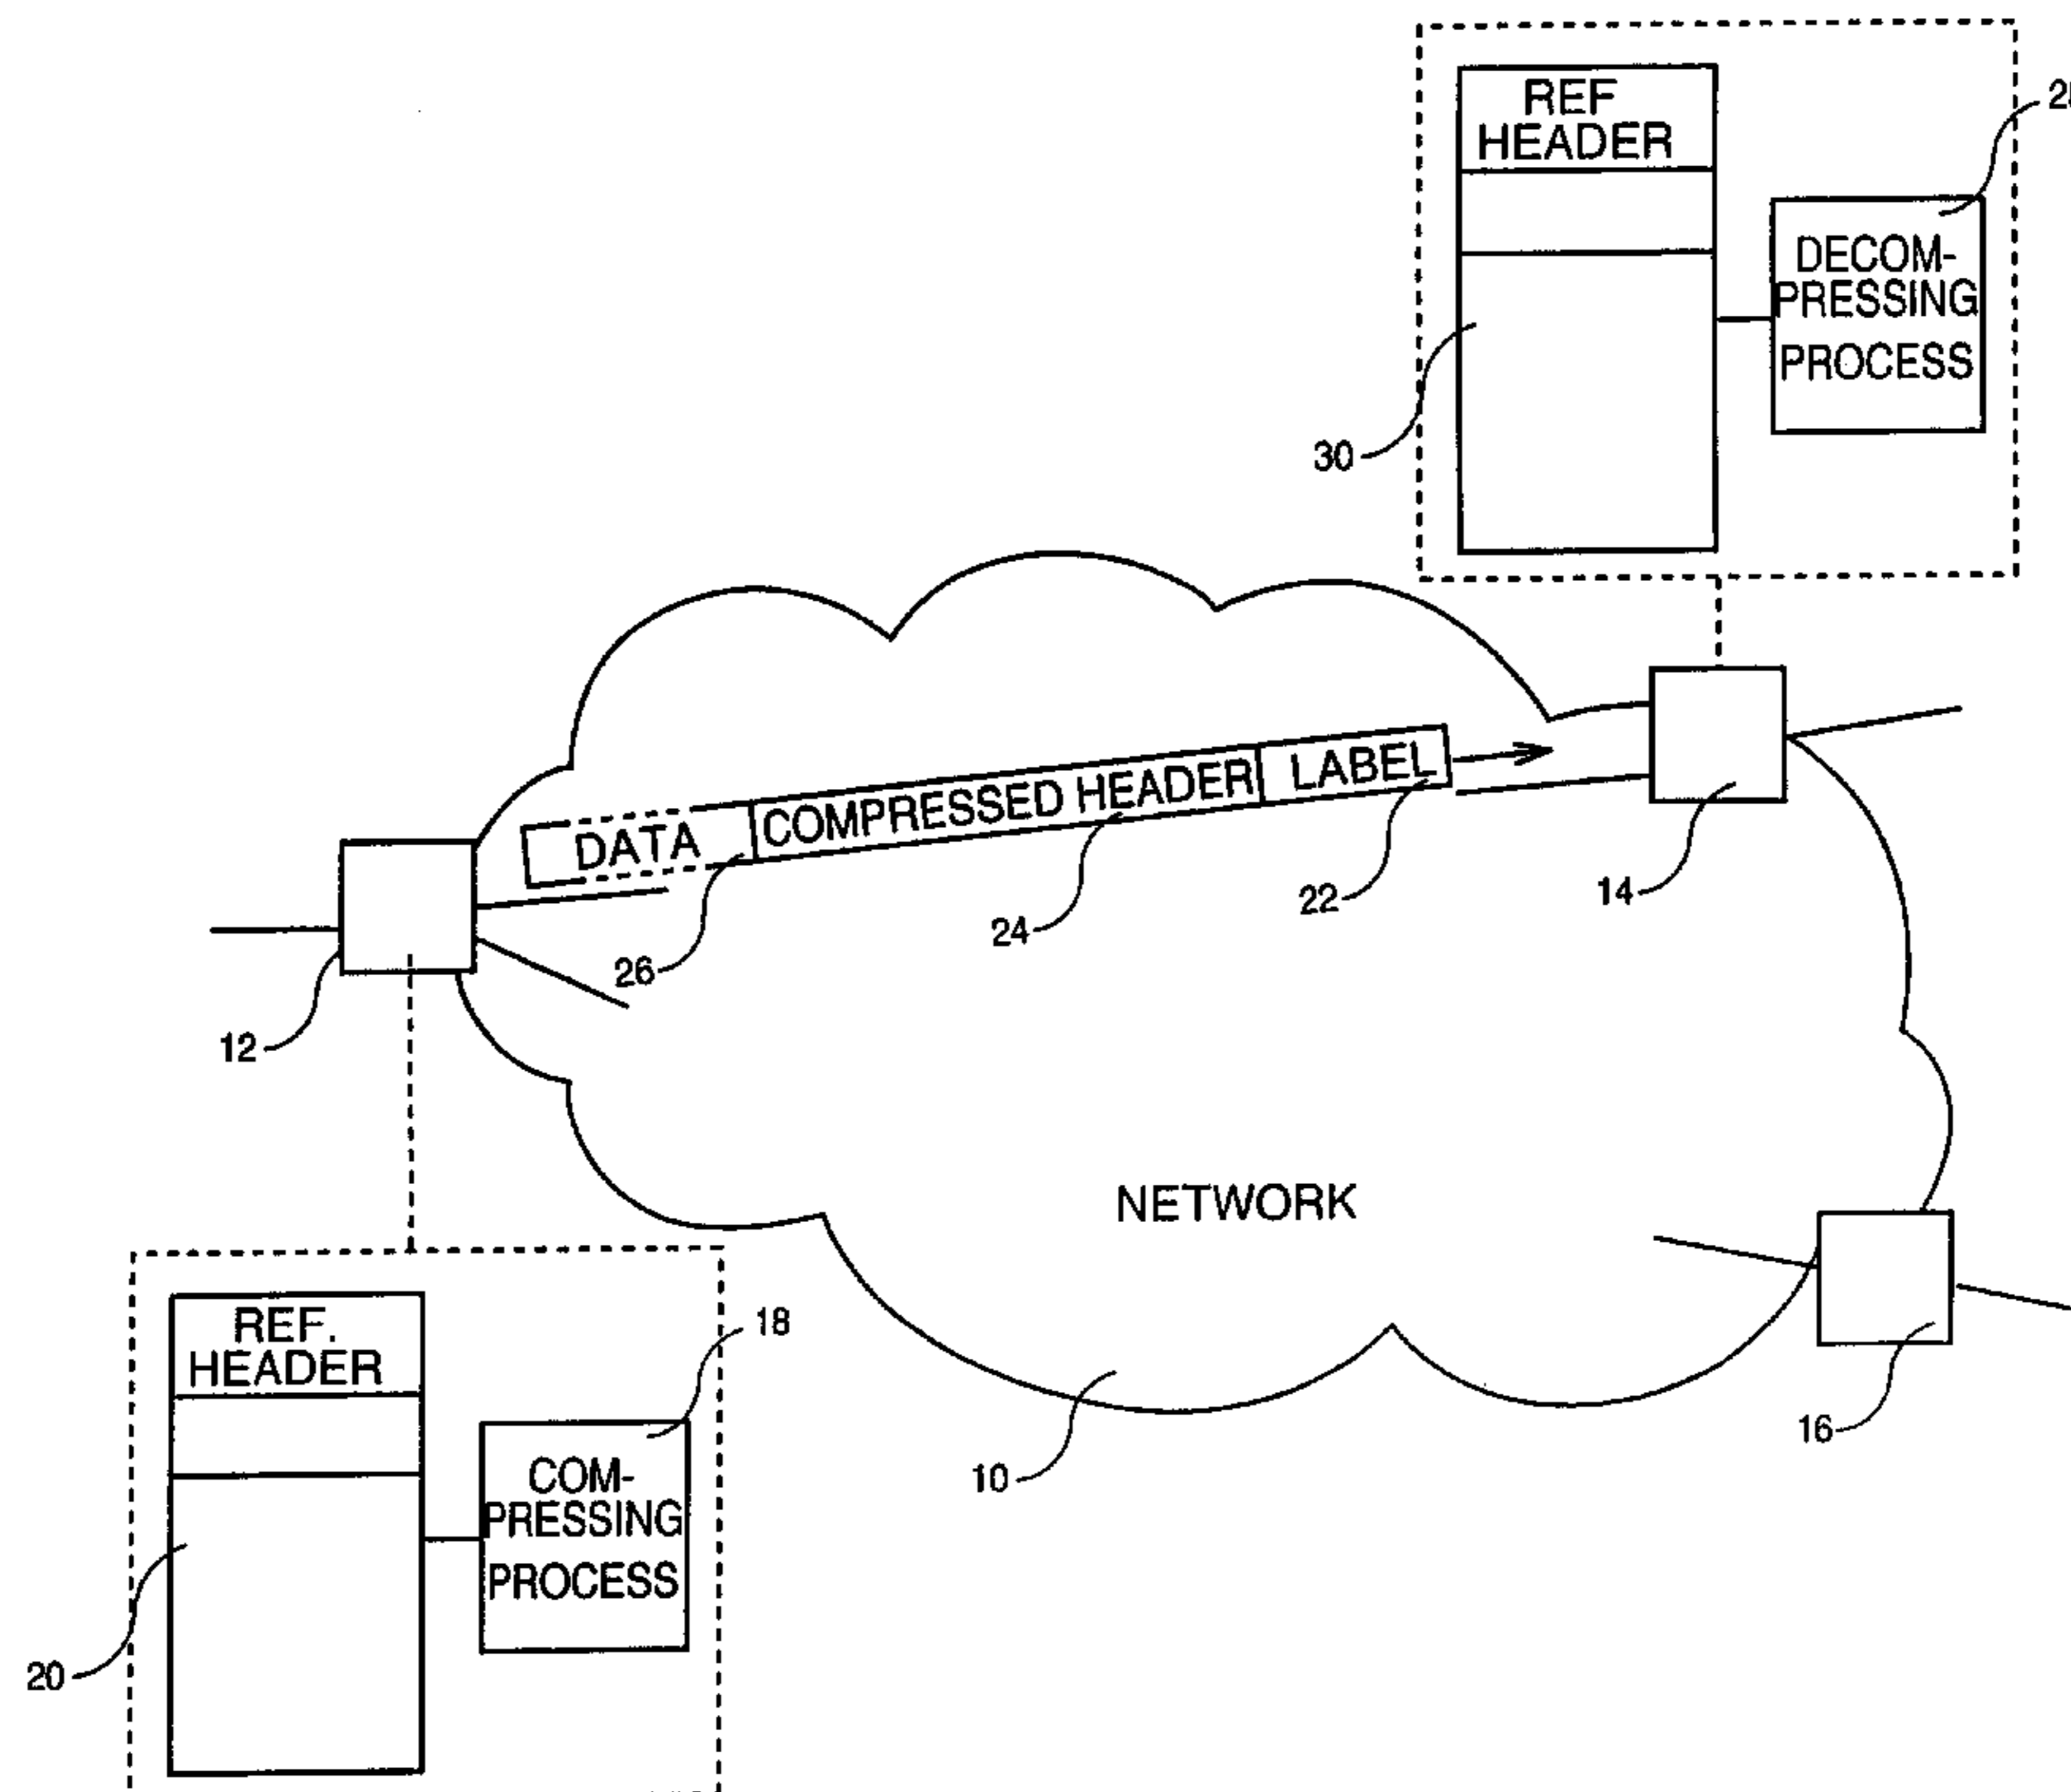 REF
HEADER
DECOM-
PRESSING
PROCESS
30
DATA
COMPRESSED HEADER
LABEL
26
24
22
14
12
NETWORK
REF.
HEADER
18
COM-
PRESSING
PROCESS
10
16
20